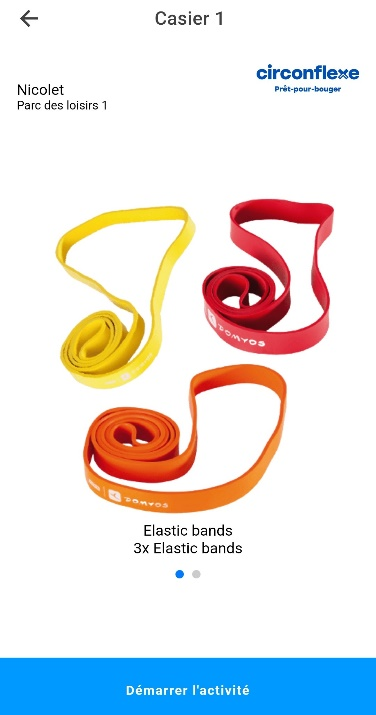 Casier 1
circonflexe
Prêt-pour-bouger
Nicolet
Parc des loisirs 1
DOMYOS
DOMYOS
Elastic bands
3x Elastic bands
Démarrer l'activité